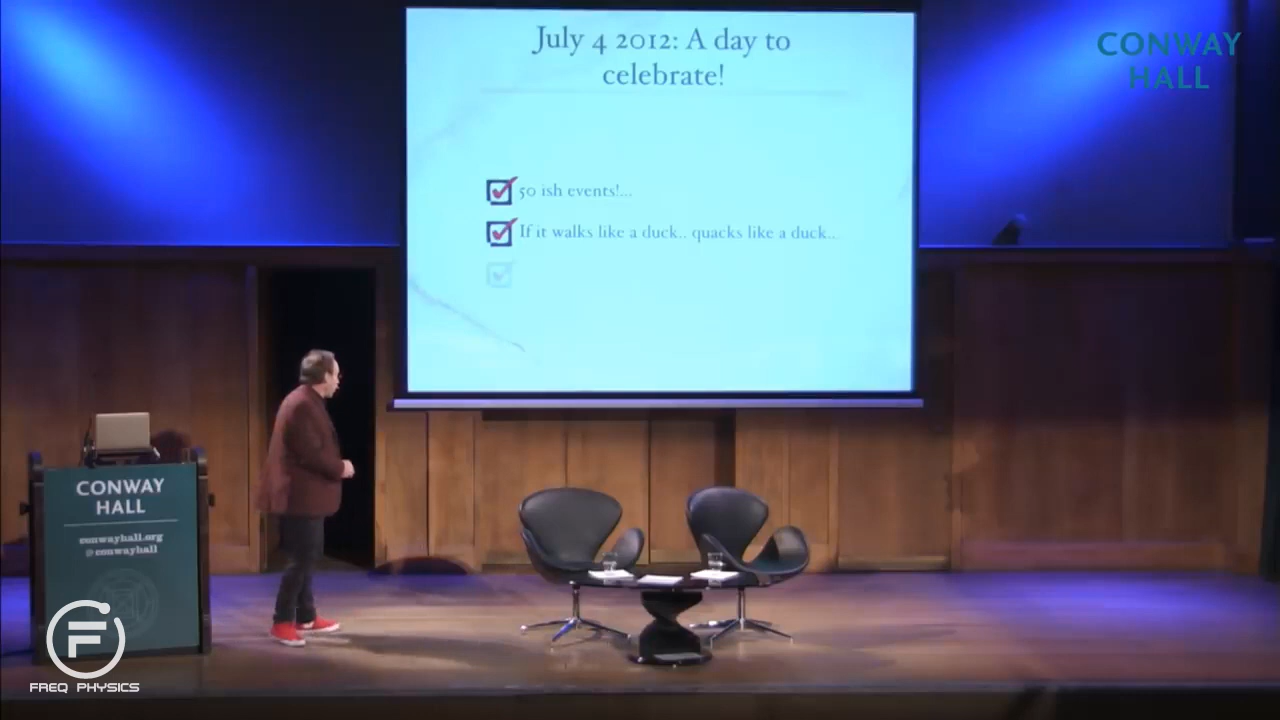 July 4 2012: A day to
celebrate!
50 ish events!...
If it walks like a duck.. quacks like a duck..
CONWAY
HALL
CONWAY
HALL
conwayhall.org
@conwayhall
FREQ PHYSICS